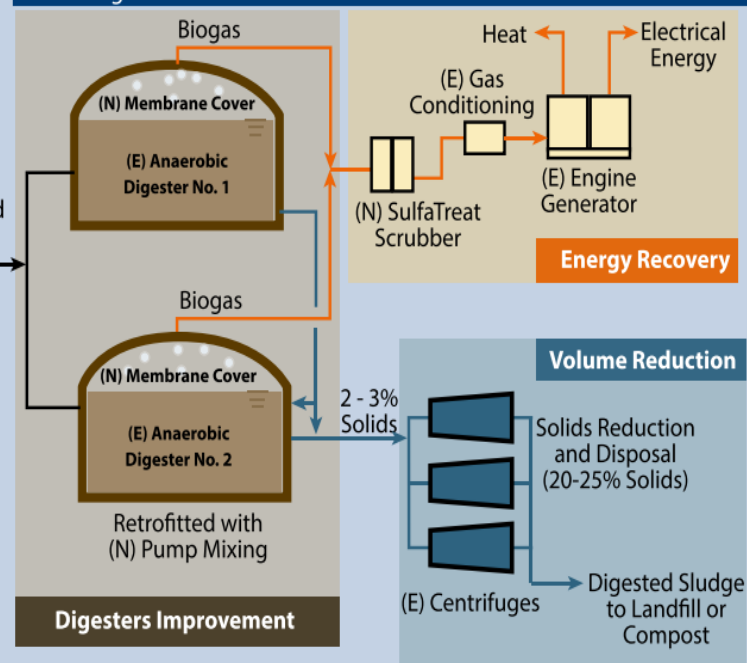 Biogas
(N) Membrane Cover
(E) Anaerobic
Digester No. 1
Biogas
(N) Membrane Cover
(E) Anaerobic
Digester No. 2
Retrofitted with
(N) Pump Mixing
Digesters Improvement
Heat
Electrical
Energy
(E) Gas
Conditioning
(N) SulfaTreat
Scrubber
(E) Engine
Generator
Energy Recovery
Volume Reduction
2 - 3%
Solids
Solids Reduction
and Disposal
(20-25% Solids)
(E) Centrifuges
Digested Sludge
to Landfill or
Compost